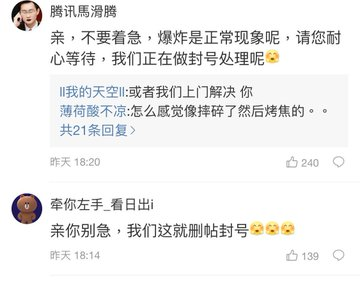 腾讯馬滑腾
亲，不要着急，爆炸是正常现象呢，请您耐
心等待，我们正在做封号处理呢
ll我的天空ll:或者我们上门解决 你
薄荷酸不凉:怎么感觉像摔碎了然后烤焦的。。
共21条回复>
昨天 18:20
240
牵你左手_看日出i
亲你别急，我们这就删帖封号
昨天 18:14
139